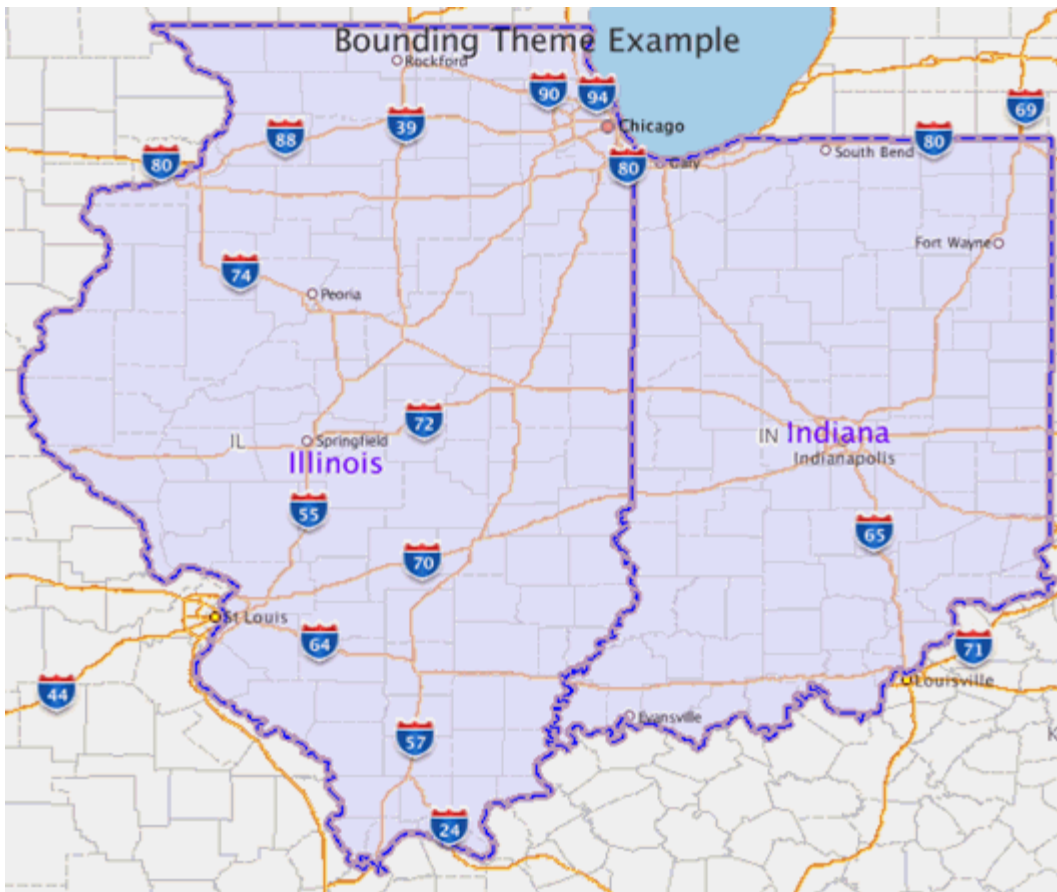 Bounding Theme Example
Rockford
90
94
69
39
Chicago
88
80
80
80
South Bend
Gary
Fort Wayne
74
Peoria
72
IL
Springfield
Illinois
IN
Indiana
Indianapolis
55
65
70
St Louis
64
71
Louisville
44
Evansville
57
K
24